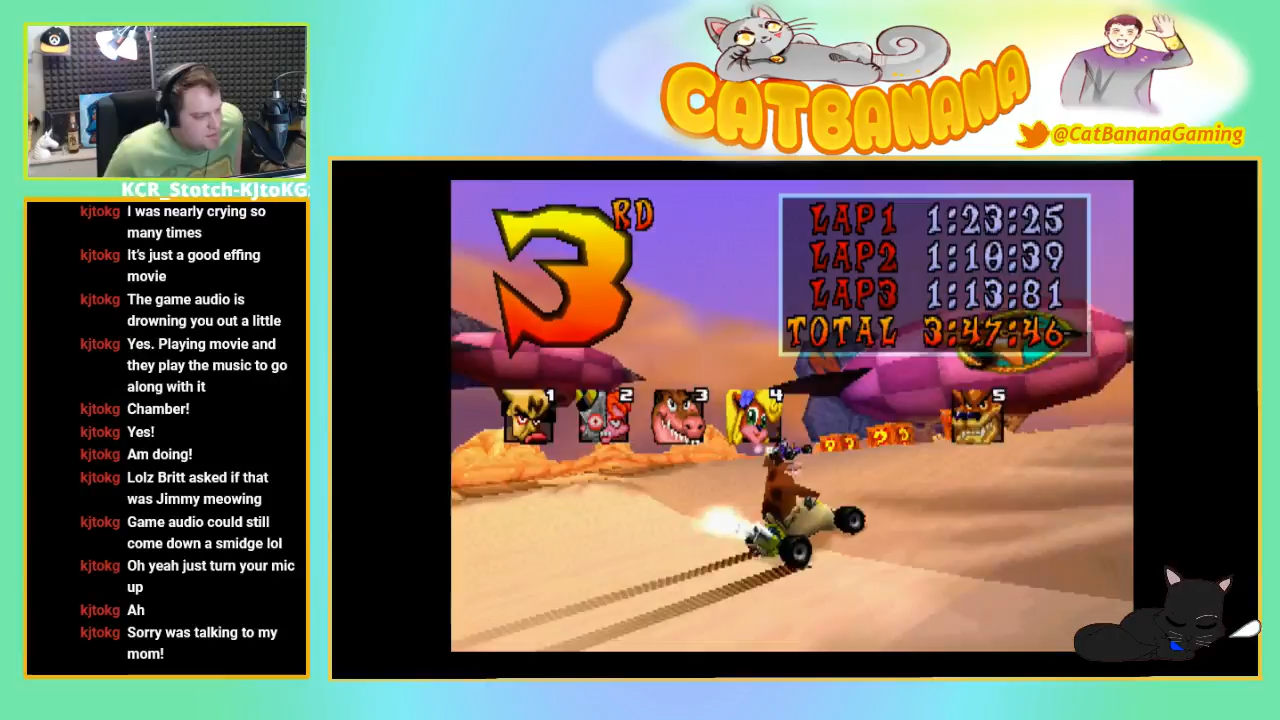 CATBANANA
@CatBananaGaming
KCR_Stotch-KJtoKG:
kjtokg I was nearly crying so
many times
kjtokg It's just a good effing
movie
kjtokg The game audio is
drowning you out a little
kjtokg Yes. Playing movie and
they play the music to go
along with it
kjtokg Chamber!
kjtokg Yes!
kjtokg Am doing!
kjtokg Lolz Britt asked if that
was Jimmy meowing
kjtokg Game audio could still
come down a smidge lol
kjtokg Oh yeah just turn your mic
up
kjtokg Ah
kjtokg Sorry was talking to my
mom!
3RD
LAP1 1:23:25
LAP2 1:10:39
LAP3 1:13:81
TOTAL 3:47:46
1 2 3 4 5
? ? ? ?